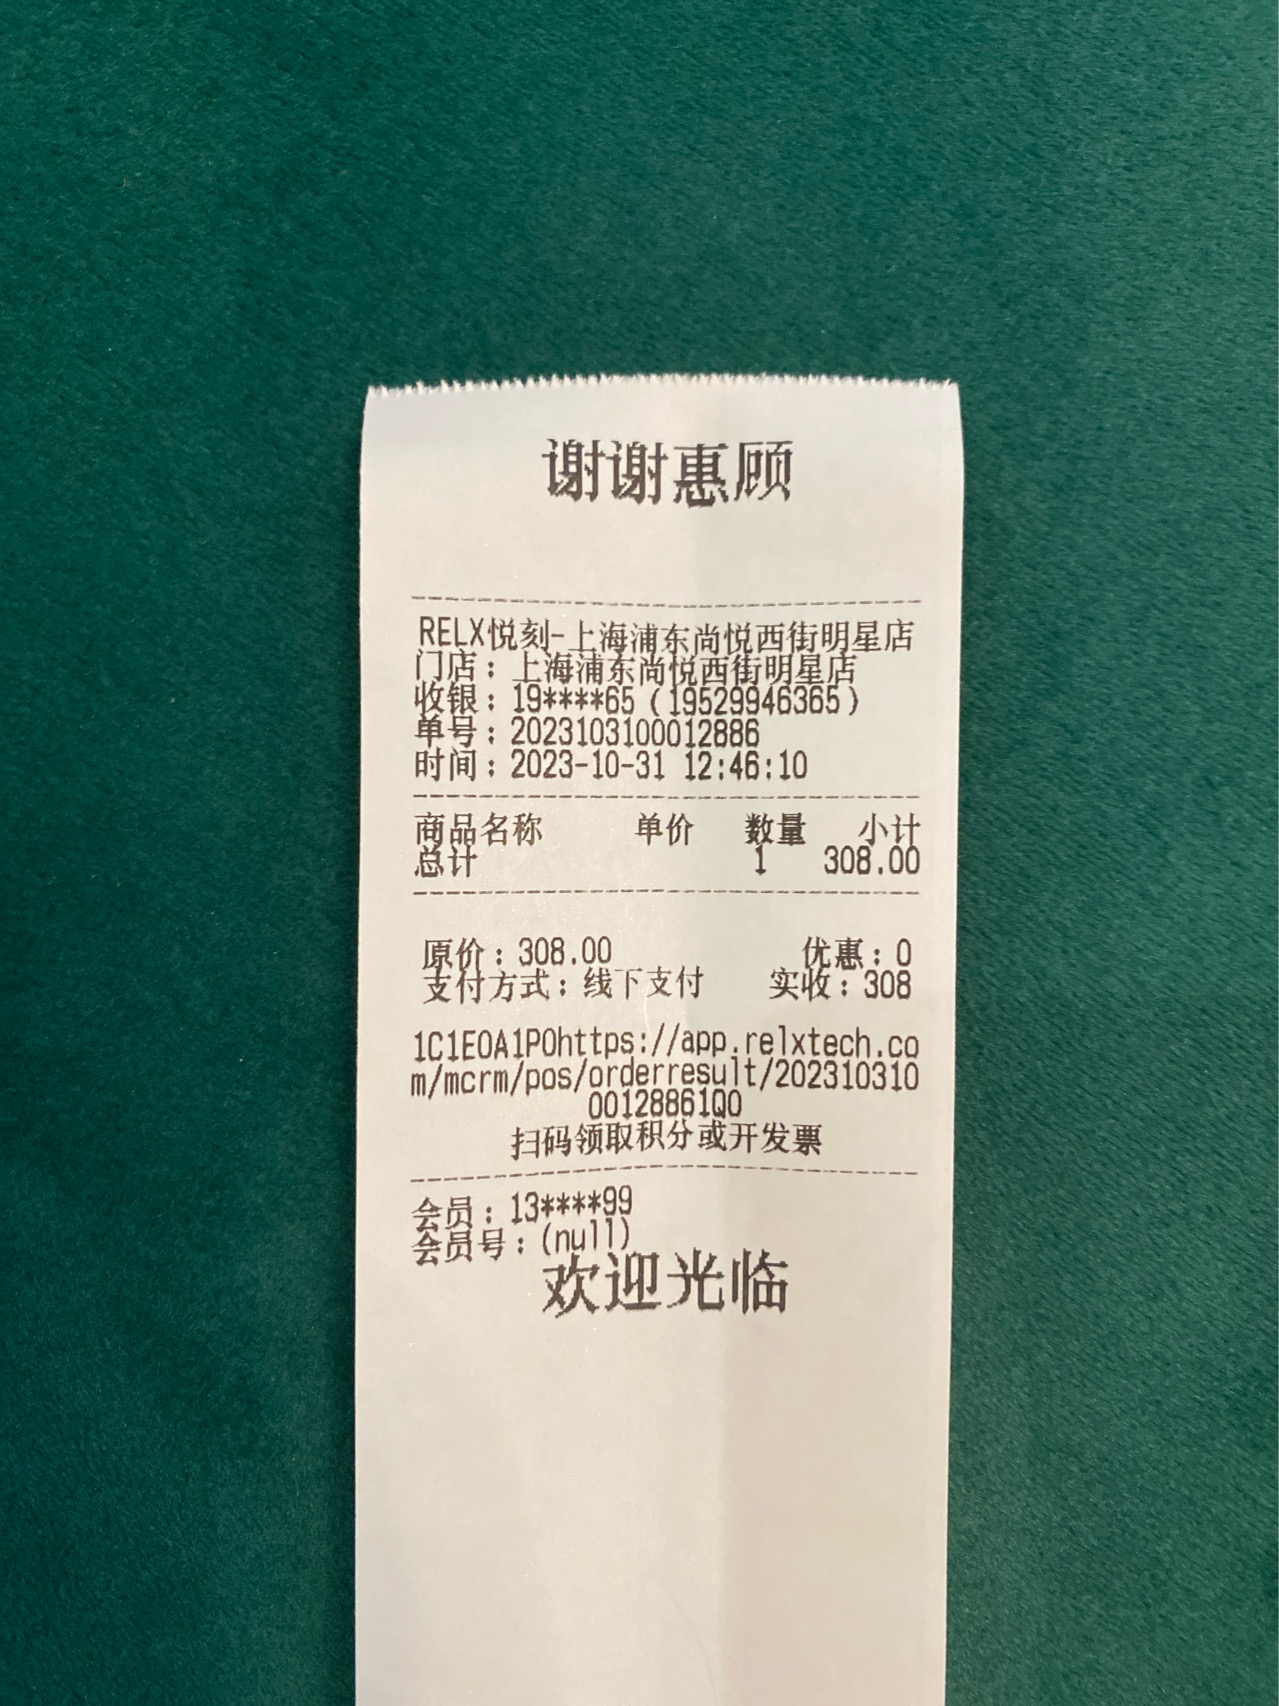 谢谢惠顾
RELX悦刻-上海浦东尚悦西街明星店
门店：上海浦东尚悦西街明星店
收银：19****65（19529946365）
单号：2023103100012886
时间：2023-10-31 12:46:10
商品名称 单价 数量 小计
总计 1 308.00
原价：308.00 优惠：0
支付方式：线下支付 实收：308
1C1E0A1P0https://app.relxtech.co
m/mcrm/pos/orderresult/202310310
00128861Q0
扫码领取积分或开发票
会员：13****99
会员号：(null)
欢迎光临